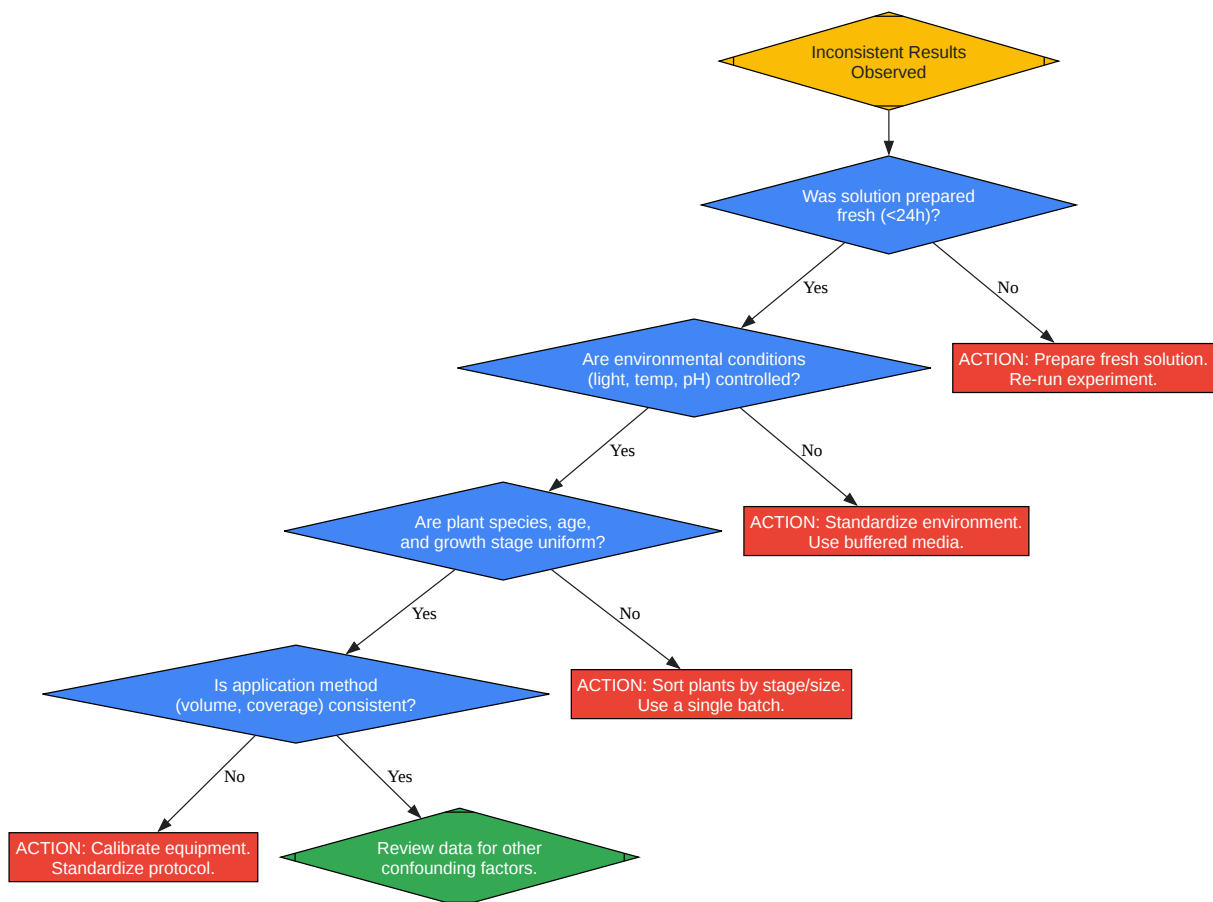 Inconsistent Results
Observed
Was solution prepared
fresh (<24h)?
Yes
No
Are environmental conditions
(light, temp, pH) controlled?
ACTION: Prepare fresh solution.
Re-run experiment.
Yes
No
Are plant species, age,
and growth stage uniform?
ACTION: Standardize environment.
Use buffered media.
Yes
No
Is application method
(volume, coverage) consistent?
ACTION: Sort plants by stage/size.
Use a single batch.
No
Yes
ACTION: Calibrate equipment.
Standardize protocol.
Review data for other
confounding factors.